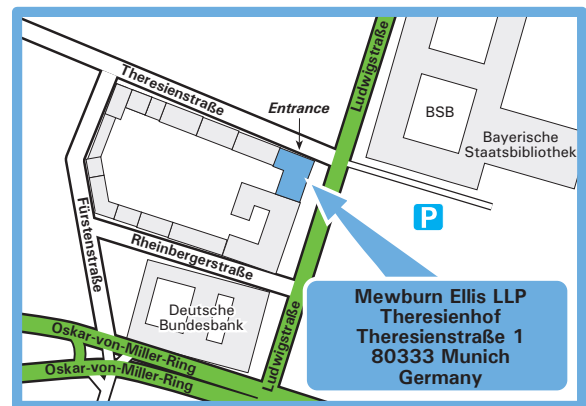 Theresienstraße
Entrance
Ludwigstraße
BSB
Bayerische
Staatsbibliothek
P
Fürstenstraße
Rheinbergerstraße
Deutsche
Bundesbank
Ludwigstraße
Oskar-von-Miller-Ring
Oskar-von-Miller-Ring
Mewburn Ellis LLP
Theresienhof
Theresienstraße 1
80333 Munich
Germany